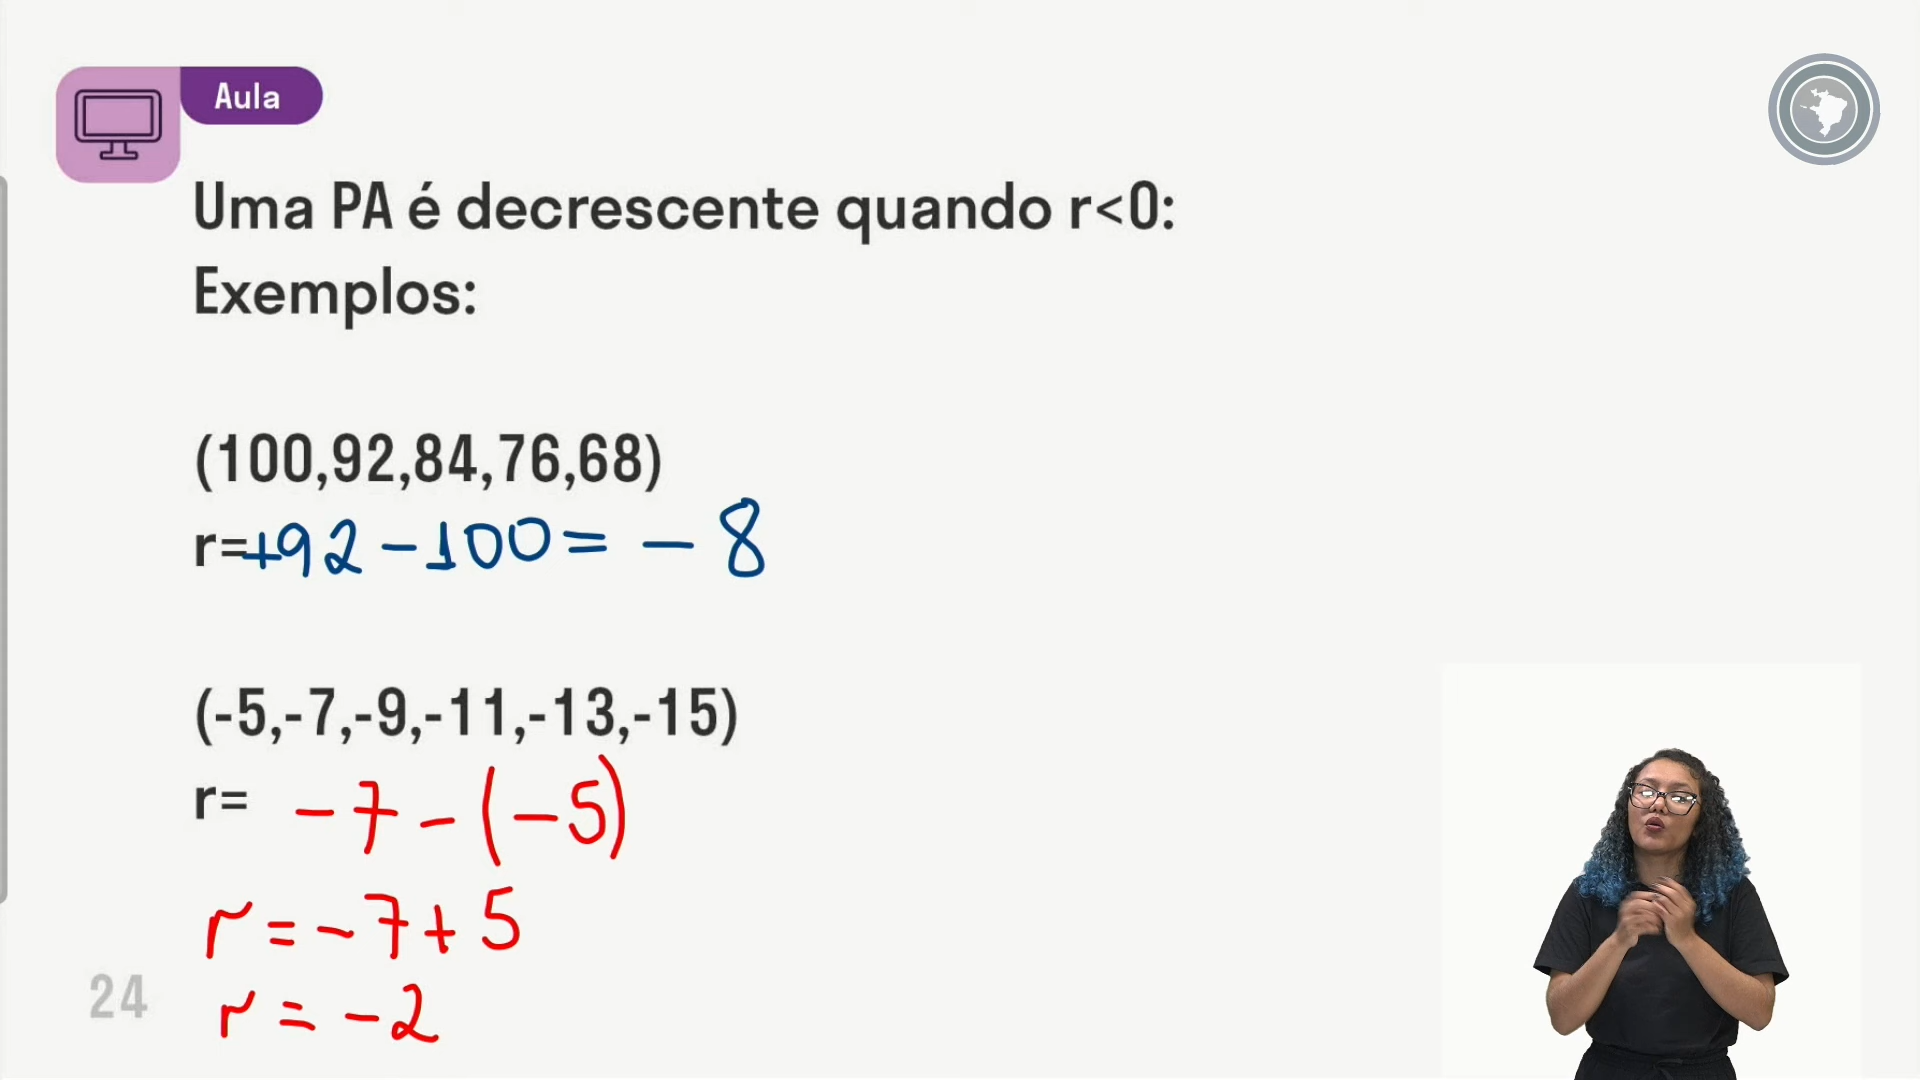 Aula
Uma PA é decrescente quando r<0:
Exemplos:
(100,92,84,76,68)
r=+92-100= -8
(-5,-7,-9,-11,-13,-15)
r= -7-(-5)
r=-7+5
r=-2
24